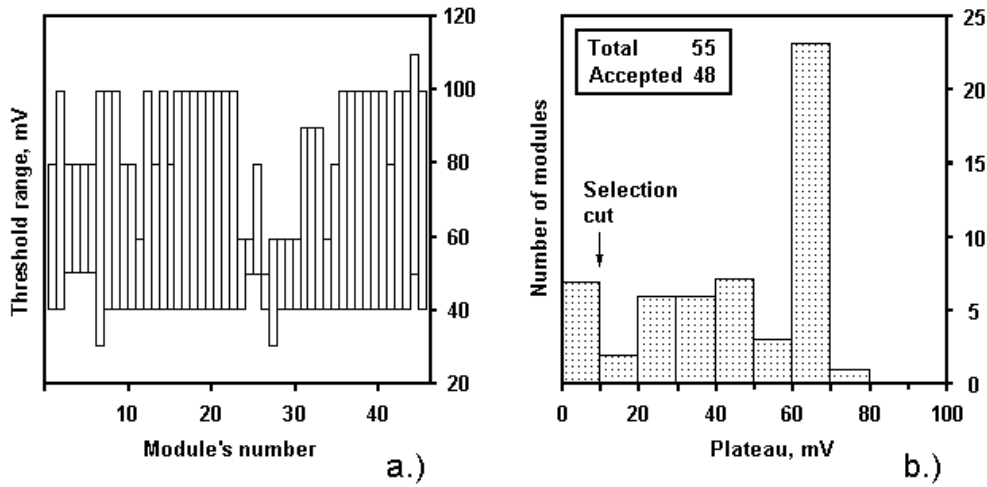 120
100
80
60
40
20
Threshold range, mV
10 20 30 40
Module's number
a.)
Total 55
Accepted 48
Selection
cut
25
20
15
10
5
0
Number of modules
0 20 40 60 80 100
Plateau, mV
b.)